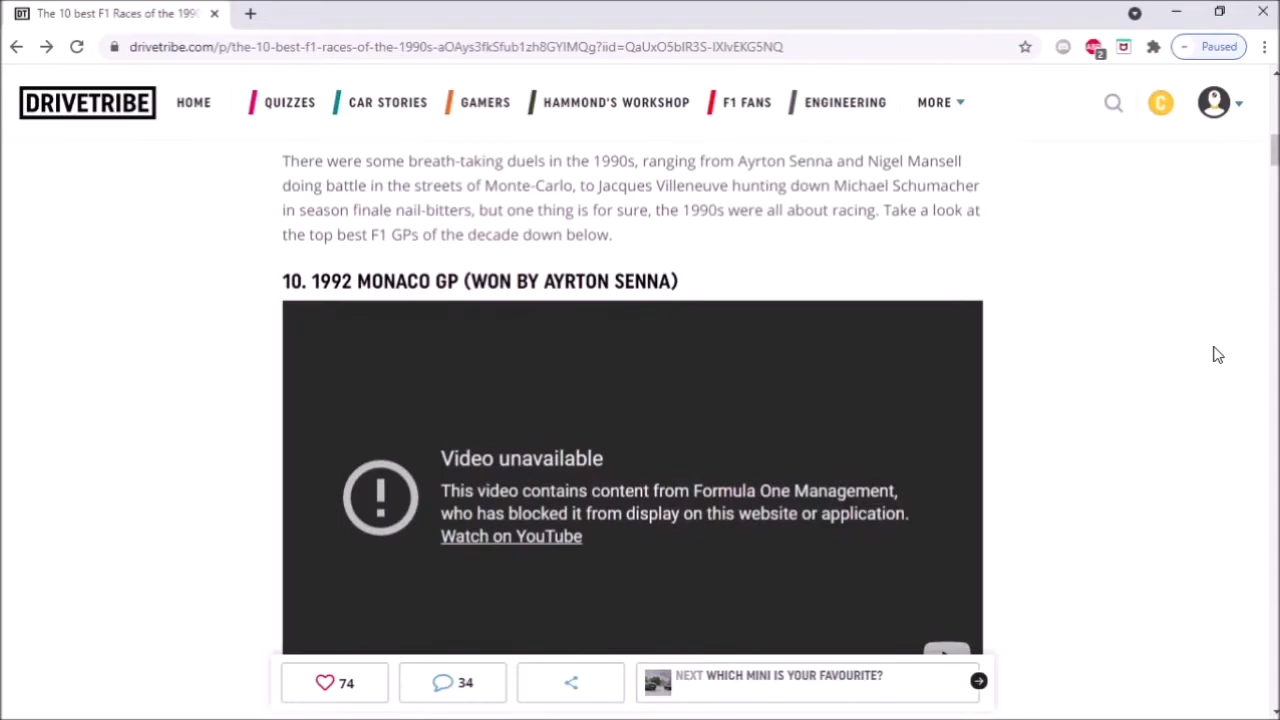 DT The 10 best F1 Races of the 199
drivetribe.com/p/the-10-best-f1-races-of-the-1990s-aOAys3fkSfub1zh8GYlMQg?iid=QaUxO5bIR3S-IXlvEKG5NQ
2
Paused
DRIVETRIBE HOME QUIZZES CAR STORIES GAMERS HAMMOND'S WORKSHOP F1 FANS ENGINEERING MORE C
There were some breath-taking duels in the 1990s, ranging from Ayrton Senna and Nigel Mansell
doing battle in the streets of Monte-Carlo, to Jacques Villeneuve hunting down Michael Schumacher
in season finale nail-bitters, but one thing is for sure, the 1990s were all about racing. Take a look at
the top best F1 GPs of the decade down below.
10. 1992 MONACO GP (WON BY AYRTON SENNA)
Video unavailable
This video contains content from Formula One Management,
who has blocked it from display on this website or application.
Watch on YouTube
74 34 NEXT WHICH MINI IS YOUR FAVOURITE?